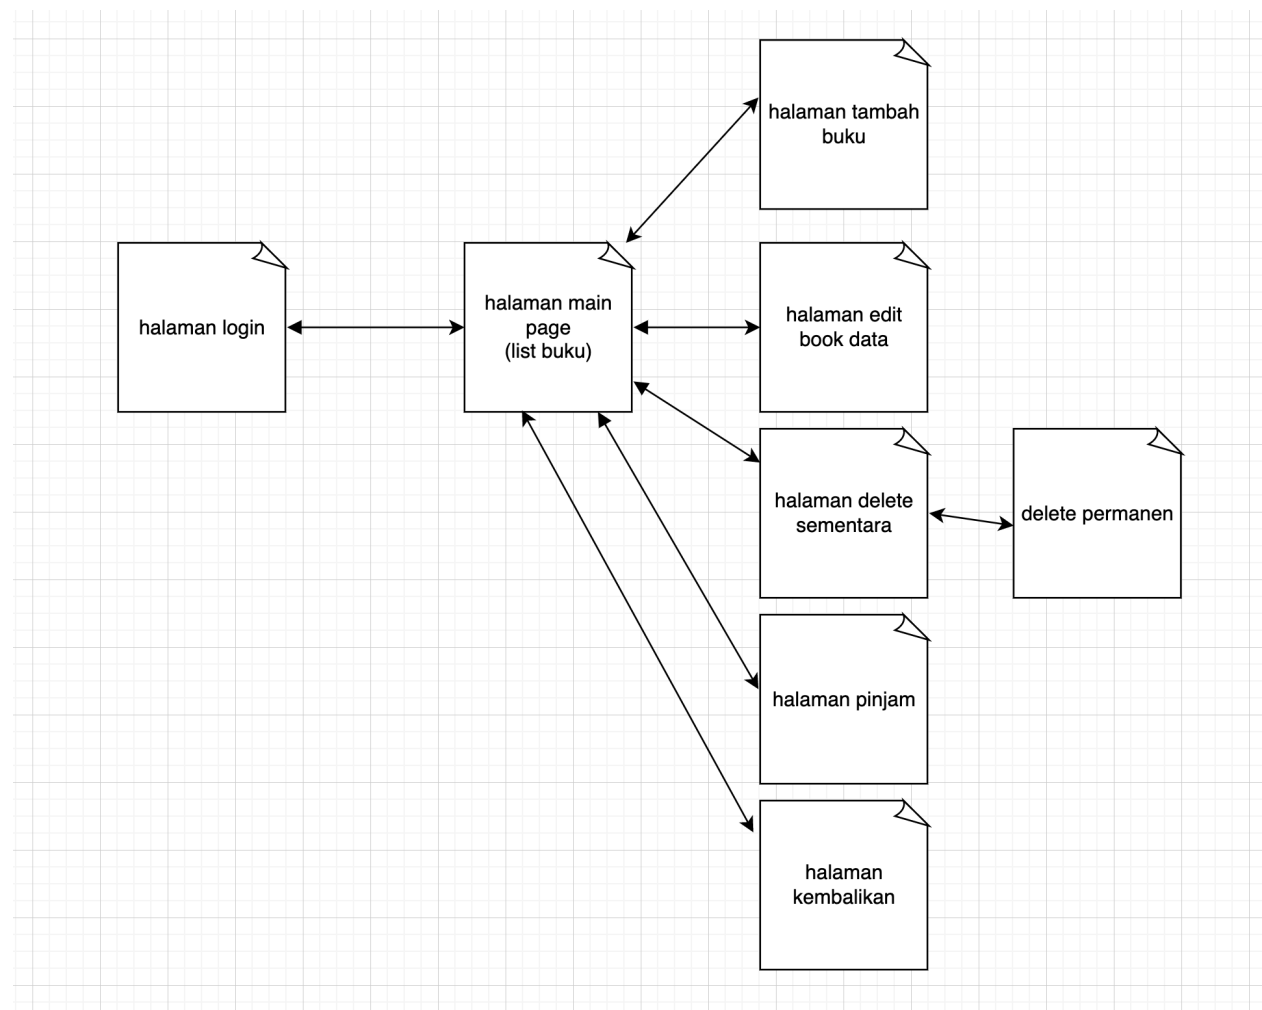 halaman tambah
buku
halaman login
halaman main
page
(list buku)
halaman edit
book data
halaman delete
sementara
delete permanen
halaman pinjam
halaman
kembalikan